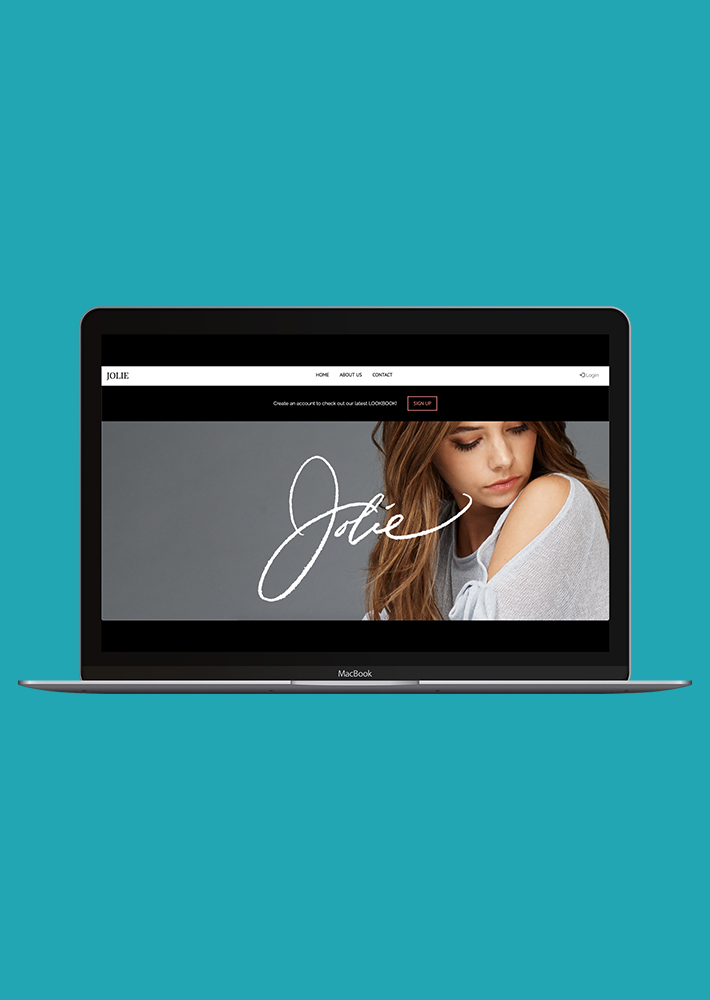 JOLIE
HOME ABOUT US CONTACT
Login
Create an account to check out our latest LOOKBOOK! SIGN UP
Jolie
MacBook